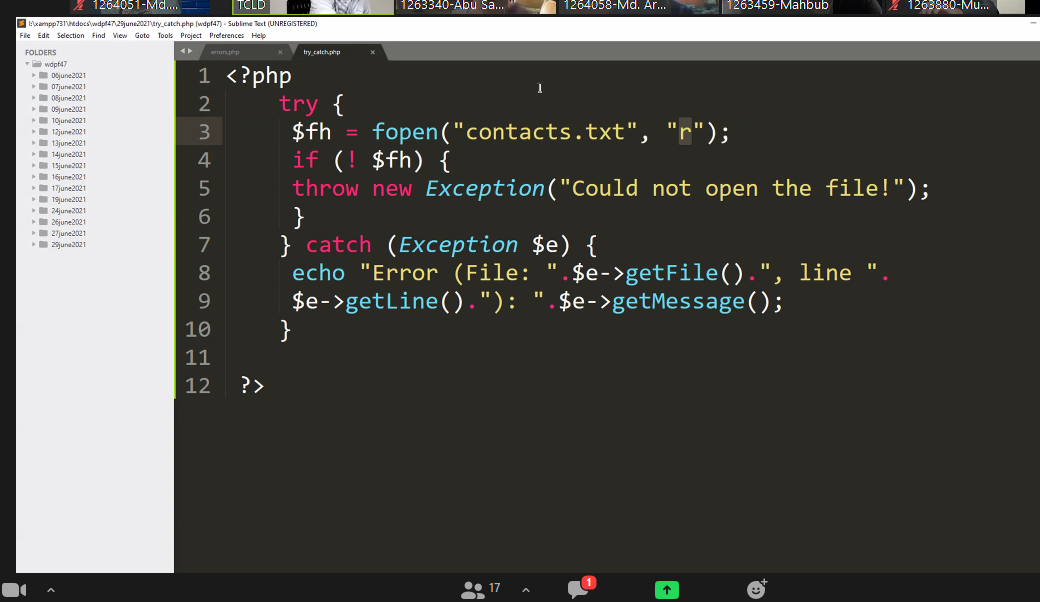 1264051-Md....
TCLD
1263340-Abu Sa...
1264058-Md. Ar...
1263459-Mahbub
1263880-Mu...
I:\xampp731\htdocs\wdpf47\29june2021\try_catch.php (wdpf47) - Sublime Text (UNREGISTERED)
File Edit Selection Find View Goto Tools Project Preferences Help
FOLDERS
wdpf47
06june2021
07june2021
08june2021
09june2021
10june2021
12june2021
13june2021
14june2021
15june2021
16june2021
17june2021
19june2021
24june2021
26june2021
27june2021
29june2021
errors.php
try_catch.php
1 <?php
2 try {
3 $fh = fopen("contacts.txt", "r");
4 if (! $fh) {
5 throw new Exception("Could not open the file!");
6 }
7 } catch (Exception $e) {
8 echo "Error (File: ".$e->getFile().", line ".
9 $e->getLine()."): ".$e->getMessage();
10 }
11
12 ?>
17
1